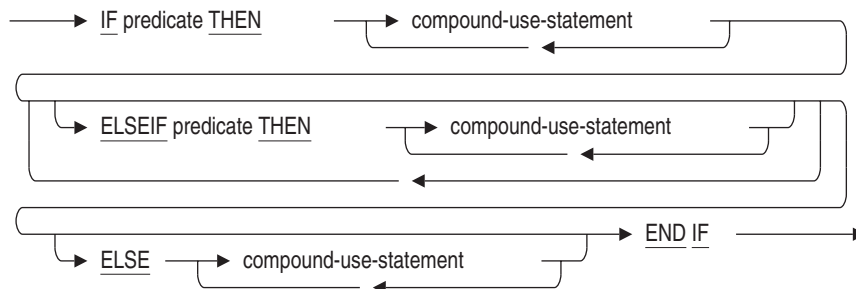 IF predicate THEN compound-use-statement
ELSEIF predicate THEN compound-use-statement
ELSE compound-use-statement END IF